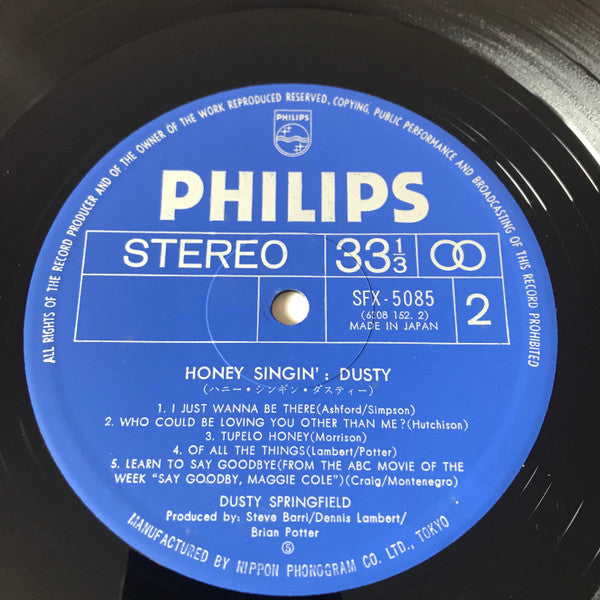 ALL RIGHTS OF THE RECORD PRODUCER AND OF THE OWNER OF THE WORK REPRODUCED RESERVED, COPYING, PUBLIC PERFORMANCE AND BROADCASTING OF THIS RECORD PROHIBITED
PHILIPS
PHILIPS
STEREO 33 1/3
SFX-5085
(6308 152. 2)
MADE IN JAPAN
2
HONEY SINGIN': DUSTY
(ハニー・シンギン・ダスティー)
1. I JUST WANNA BE THERE(Ashford/Simpson)
2. WHO COULD BE LOVING YOU OTHER THAN ME?(Hutchison)
3. TUPELO HONEY(Morrison)
4. OF ALL THE THINGS(Lambert/Potter)
5. LEARN TO SAY GOODBYE(FROM THE ABC MOVIE OF THE
WEEK "SAY GOODBY, MAGGIE COLE")(Craig/Montenegro)
DUSTY SPRINGFIELD
Produced by: Steve Barri/Dennis Lambert/
Brian Potter
⑤
MANUFACTURED BY NIPPON PHONOGRAM CO. LTD., TOKYO